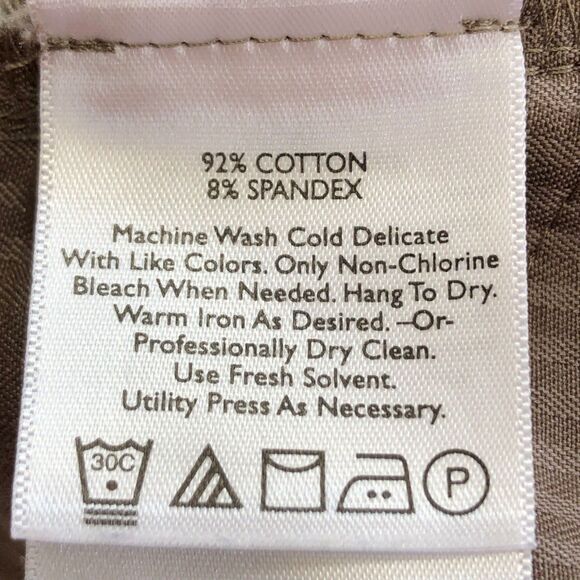 92% COTTON
8% SPANDEX
Machine Wash Cold Delicate
With Like Colors. Only Non-Chlorine
Bleach When Needed. Hang To Dry.
Warm Iron As Desired. –Or-
Professionally Dry Clean.
Use Fresh Solvent.
Utility Press As Necessary.
30C P